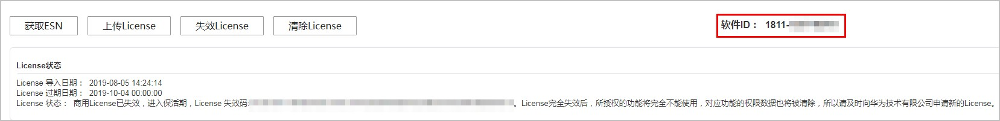 获取ESN 上传License 失效License 清除License 软件ID： 1811-
License状态
License 导入日期： 2019-08-05 14:24:14
License 过期日期： 2019-10-04 00:00:00
License 状态： 商用License已失效，进入保活期，License 失效码: 。License完全失效后，所授权的功能将完全不能使用，对应功能的权限数据也将被清除，所以请及时向华为技术有限公司申请新的License。